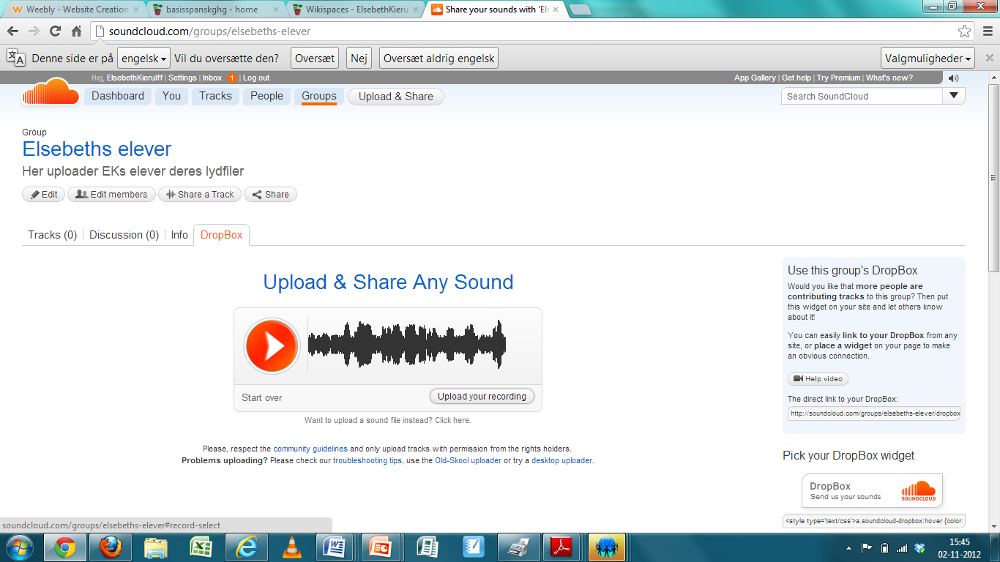 Weebly - Website Creation
basisspanskghg - home
Wikispaces - ElsebethKieru
Share your sounds with 'Els
soundcloud.com/groups/elsebeths-elever
Denne side er på engelsk Vil du oversætte den? Oversæt Nej Oversæt aldrig engelsk Valgmuligheder
Hej, ElsebethKierulff | Settings | Inbox 1 | Log out
App Gallery | Get help | Try Premium | What's new?
Dashboard You Tracks People Groups Upload & Share
Search SoundCloud
Group
Elsebeths elever
Her uploader EKs elever deres lydfiler
Edit Edit members Share a Track Share
Tracks (0) Discussion (0) Info DropBox
Upload & Share Any Sound
Start over Upload your recording
Want to upload a sound file instead? Click here.
Please, respect the community guidelines and only upload tracks with permission from the rights holders.
Problems uploading? Please check our troubleshooting tips, use the Old-Skool uploader or try a desktop uploader.
Use this group's DropBox
Would you like that more people are
contributing tracks to this group? Then put
this widget on your site and let others know
about it!
You can easily link to your DropBox from any
site, or place a widget on your page to make
an obvious connection.
Help video
The direct link to your DropBox:
http://soundcloud.com/groups/elsebeths-elever/dropbox
Pick your DropBox widget
DropBox
Send us your sounds
SOUNDCLOUD
<style type='text/css'>a.soundcloud-dropbox:hover {color:
soundcloud.com/groups/elsebeths-elever#record-select
15:45
02-11-2012